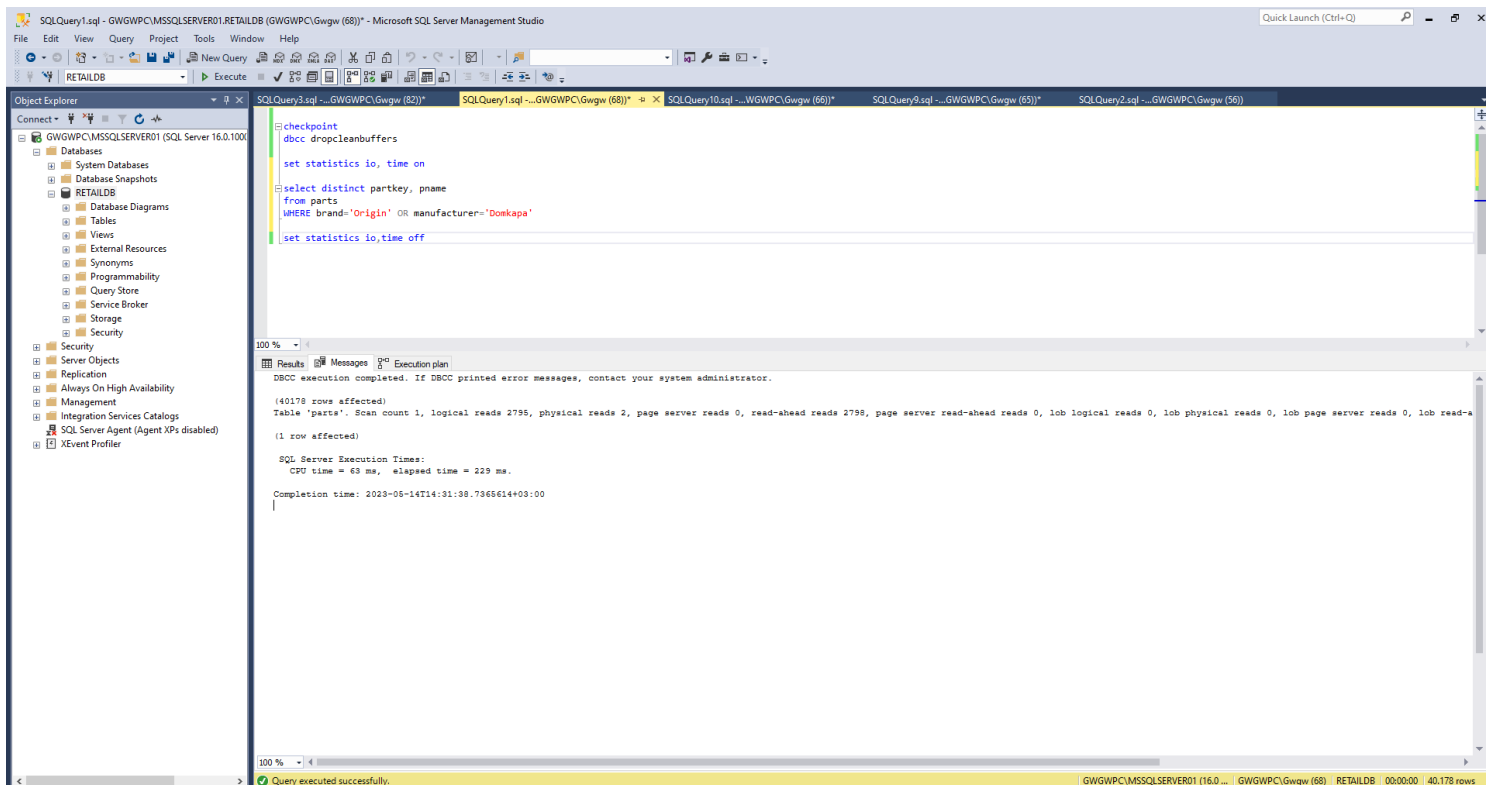 SQLQuery1.sql - GWGWPC\MSSQLSERVER01.RETAILDB (GWGWPC\Gwgw (68))* - Microsoft SQL Server Management Studio
Quick Launch (Ctrl+Q)
File Edit View Query Project Tools Window Help
New Query
RETAILDB
Execute
Object Explorer
SQLQuery3.sql -...GWGWPC\Gwgw (82))*
SQLQuery1.sql -...GWGWPC\Gwgw (68))*
SQLQuery10.sql -...WGWPC\Gwgw (66))*
SQLQuery9.sql -...GWGWPC\Gwgw (65))*
SQLQuery2.sql -...GWGWPC\Gwgw (56))
Connect
GWGWPC\MSSQLSERVER01 (SQL Server 16.0.1000
Databases
System Databases
Database Snapshots
RETAILDB
Database Diagrams
Tables
Views
External Resources
Synonyms
Programmability
Query Store
Service Broker
Storage
Security
Security
Server Objects
Replication
Always On High Availability
Management
Integration Services Catalogs
SQL Server Agent (Agent XPs disabled)
XEvent Profiler
checkpoint
dbcc dropcleanbuffers
set statistics io, time on
select distinct partkey, pname
from parts
WHERE brand='Origin' OR manufacturer='Domkapa'
set statistics io,time off
100 %
Results Messages Execution plan
DBCC execution completed. If DBCC printed error messages, contact your system administrator.
(40178 rows affected)
Table 'parts'. Scan count 1, logical reads 2795, physical reads 2, page server reads 0, read-ahead reads 2798, page server read-ahead reads 0, lob logical reads 0, lob physical reads 0, lob page server reads 0, lob read-a
(1 row affected)
SQL Server Execution Times:
CPU time = 63 ms, elapsed time = 229 ms.
Completion time: 2023-05-14T14:31:38.7365614+03:00
100 %
Query executed successfully.
GWGWPC\MSSQLSERVER01 (16.0 ... GWGWPC\Gwgw (68) RETAILDB 00:00:00 40.178 rows